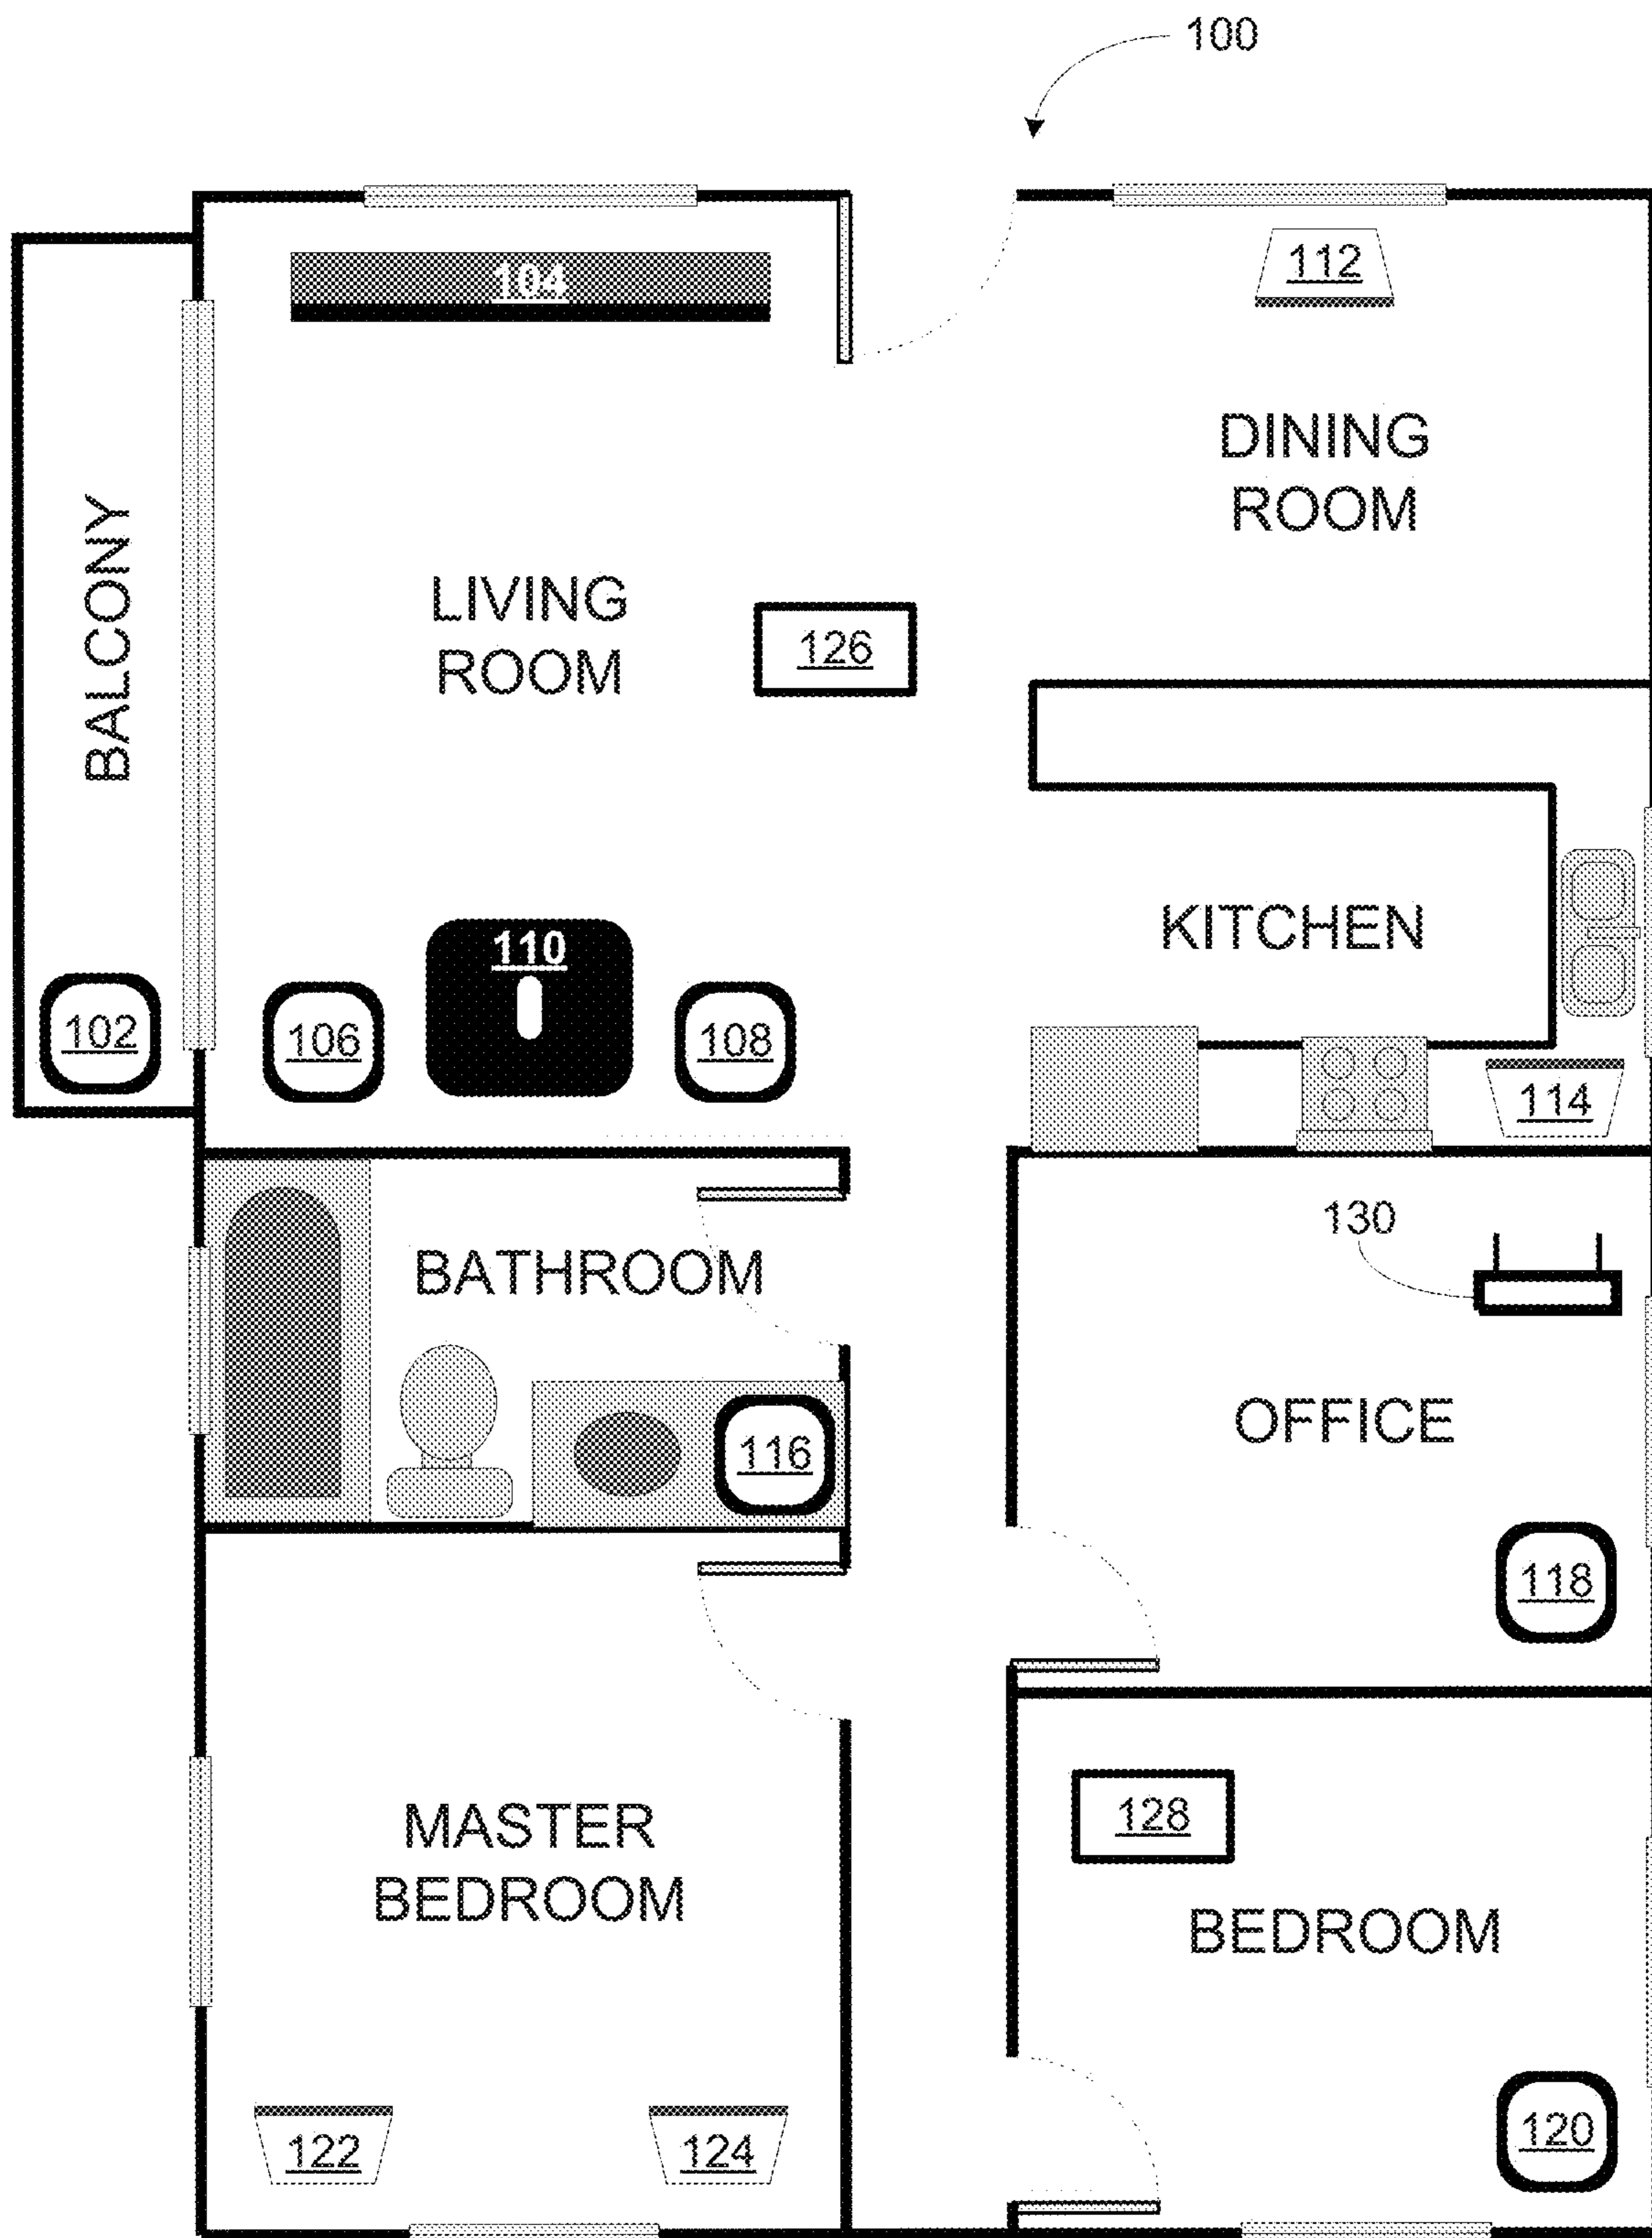 100
104
112
DINING
ROOM
BALCONY
LIVING
ROOM
126
KITCHEN
110
102
106
108
114
BATHROOM
130
OFFICE
116
118
MASTER
BEDROOM
128
BEDROOM
122
124
120